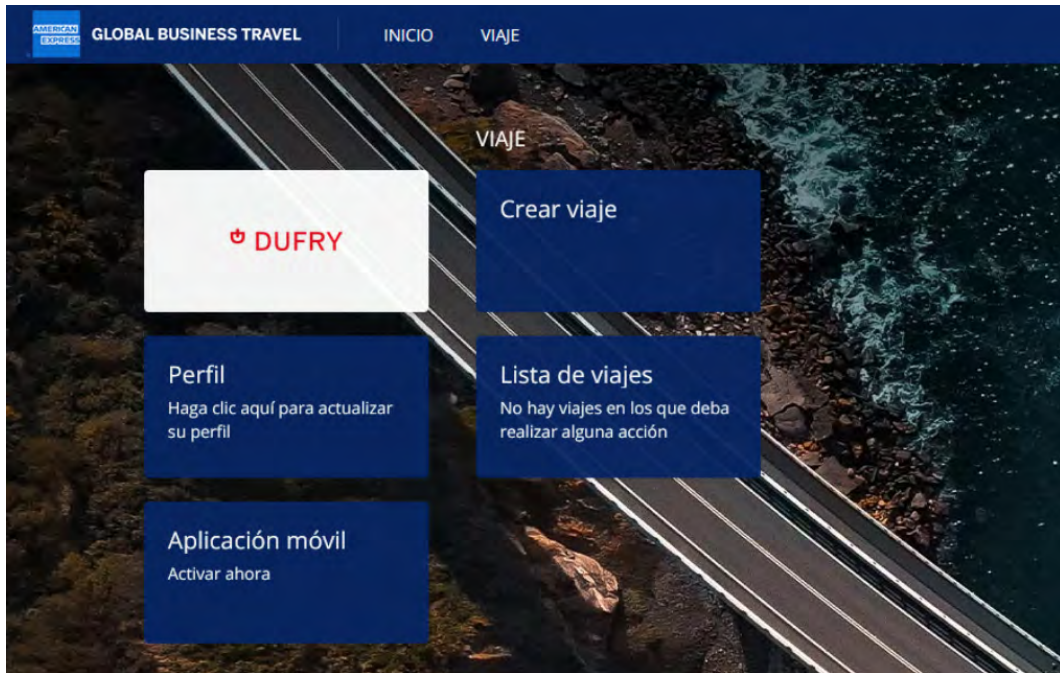 AMERICAN
EXPRESS
GLOBAL BUSINESS TRAVEL
INICIO
VIAJE
VIAJE
DUFRY
Crear viaje
Perfil
Haga clic aquí para actualizar
su perfil
Lista de viajes
No hay viajes en los que deba
realizar alguna acción
Aplicación móvil
Activar ahora